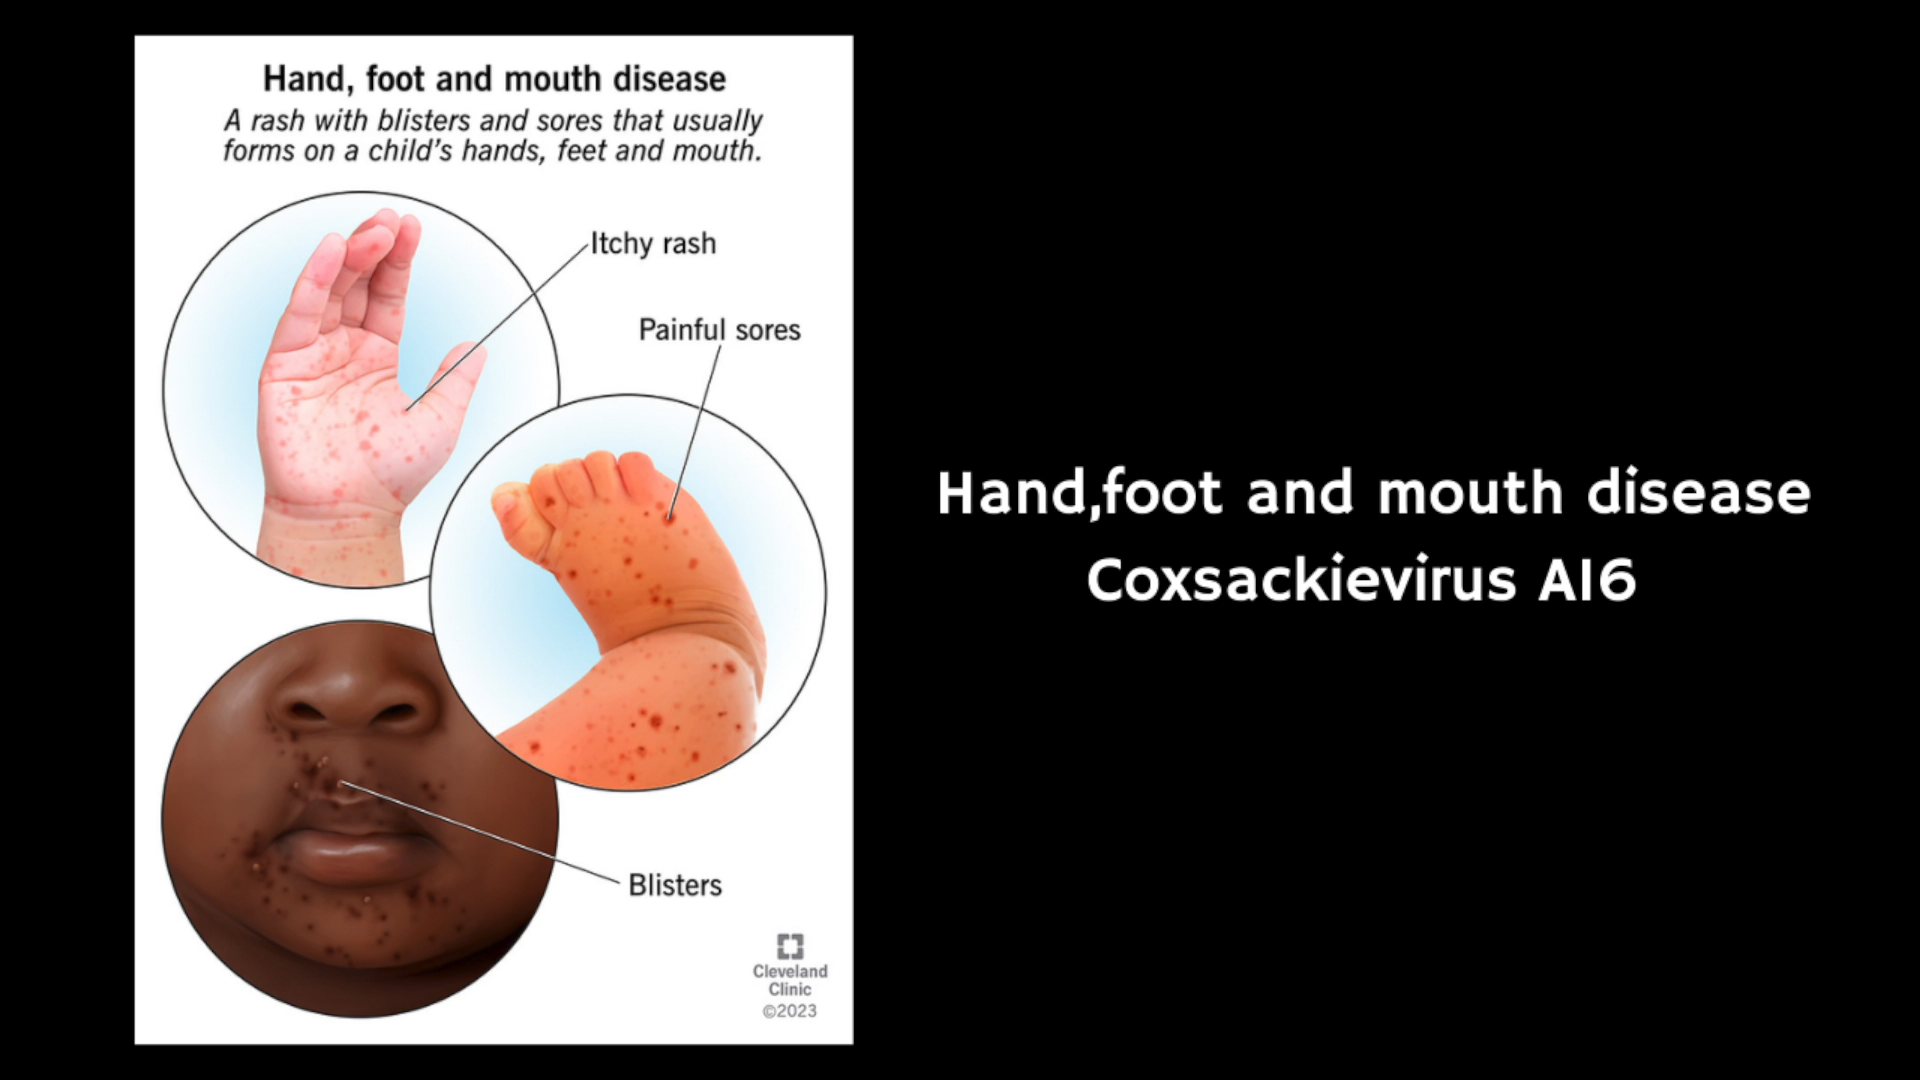 Hand, foot and mouth disease
A rash with blisters and sores that usually
forms on a child's hands, feet and mouth.
Itchy rash
Painful sores
Blisters
Cleveland
Clinic
©2023
Hand,foot and mouth disease
Coxsackievirus A16